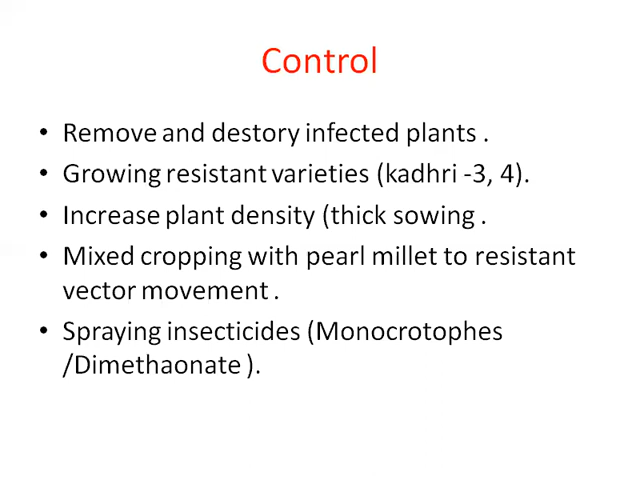 Control
• Remove and destory infected plants .
• Growing resistant varieties (kadhri -3, 4).
• Increase plant density (thick sowing .
• Mixed cropping with pearl millet to resistant
vector movement .
• Spraying insecticides (Monocrotophes
/Dimethaonate ).